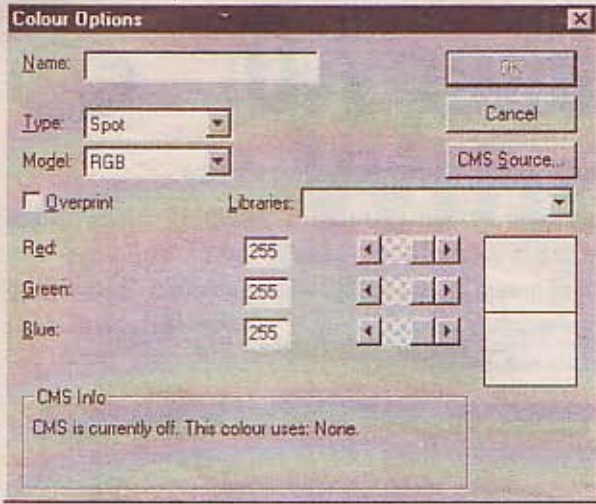 Colour Options
Name:
OK
Type: Spot
Cancel
Model: RGB
CMS Source...
Overprint Libraries:
Red: 255
Green: 255
Blue: 255
CMS Info
CMS is currently off. This colour uses: None.